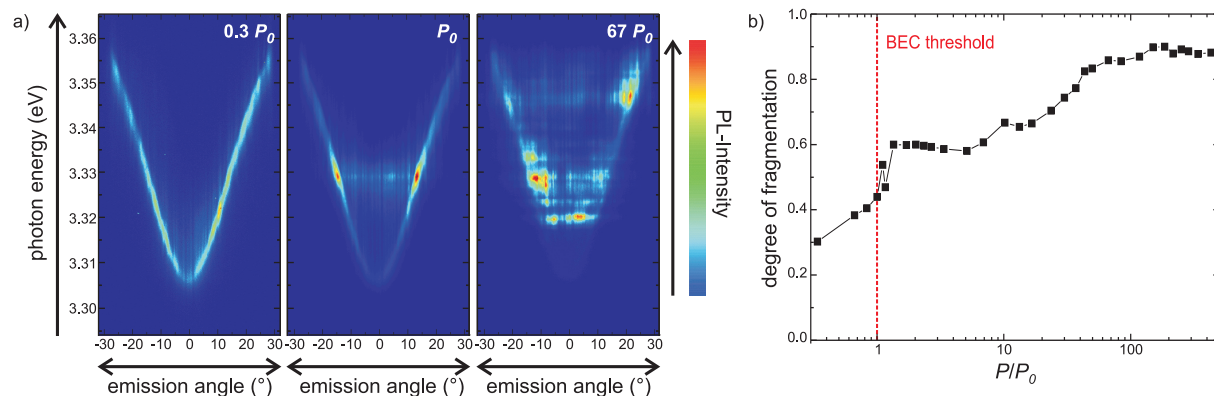 a)
photon energy (eV)
3.36
3.35
3.34
3.33
3.32
3.31
3.30
0.3 P0
P0
67 P0
-30 -20 -10 0 10 20 30
-30 -20 -10 0 10 20 30
-30 -20 -10 0 10 20 30
emission angle (°)
emission angle (°)
emission angle (°)
PL-Intensity
b)
degree of fragmentation
1.0
0.8
0.6
0.4
0.2
0.0
BEC threshold
1 10 100
P/P0